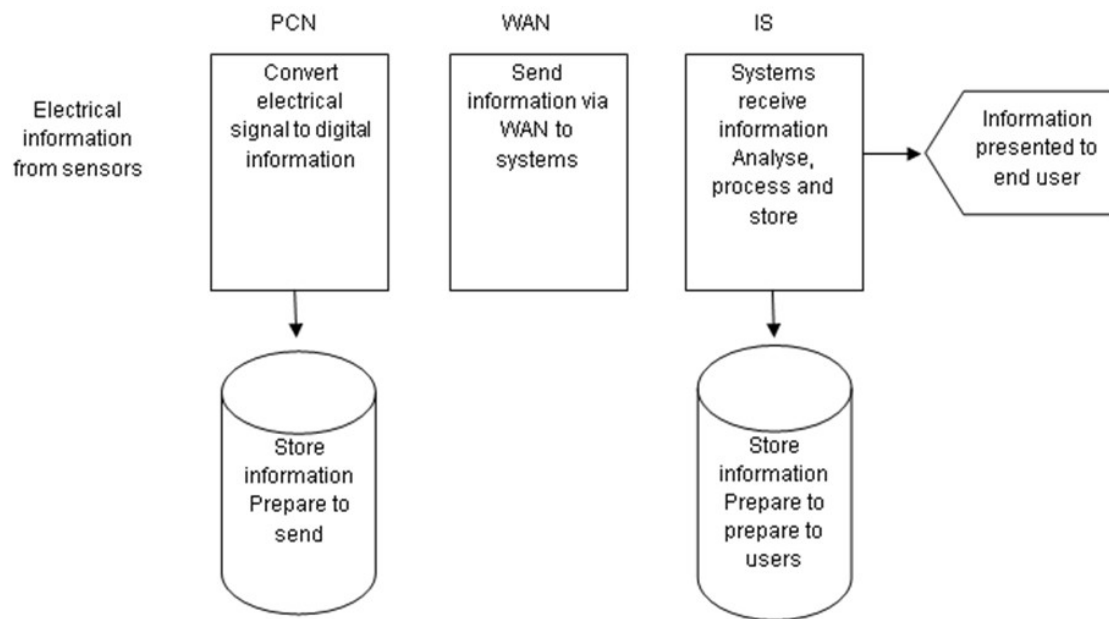 PCN
WAN
IS
Electrical
information
from sensors
Convert
electrical
signal to digital
information
Send
information via
WAN to
systems
Systems
receive
information
Analyse,
process and
store
Information
presented to
end user
Store
information
Prepare to
send
Store
information
Prepare to
prepare to
users